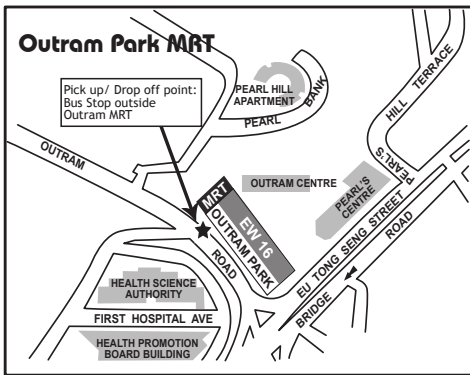 Outram Park MRT
Pick up/ Drop off point:
Bus Stop outside
Outram MRT
PEARL HILL
APARTMENT
PEARL
BANK
HILL TERRACE
PEARL'S
OUTRAM
ROAD
OUTRAM CENTRE
PEARL'S
CENTRE
MRT
EW 16
OUTRAM PARK
EU TONG SENG STREET
BRIDGE
ROAD
HEALTH SCIENCE
AUTHORITY
FIRST HOSPITAL AVE
HEALTH PROMOTION
BOARD BUILDING